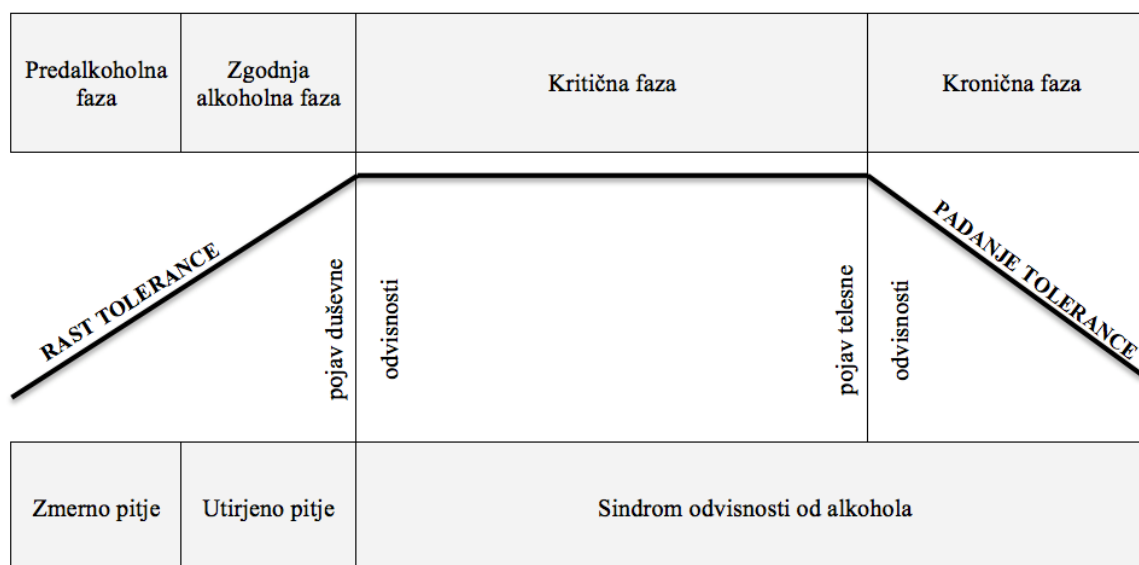 Predalkoholna
faza
Zgodnja
alkoholna faza
Kritična faza
Kronična faza
RAST TOLERANCE
pojav duševne
odvisnosti
pojav telesne
odvisnosti
PADANJE TOLERANCE
Zmerno pitje
Utirjeno pitje
Sindrom odvisnosti od alkohola